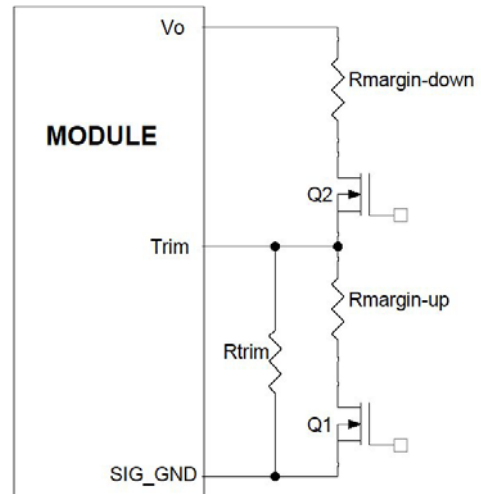 Vo
Rmargin-down
MODULE
Q2
Trim
Rmargin-up
Rtrim
Q1
SIG_GND